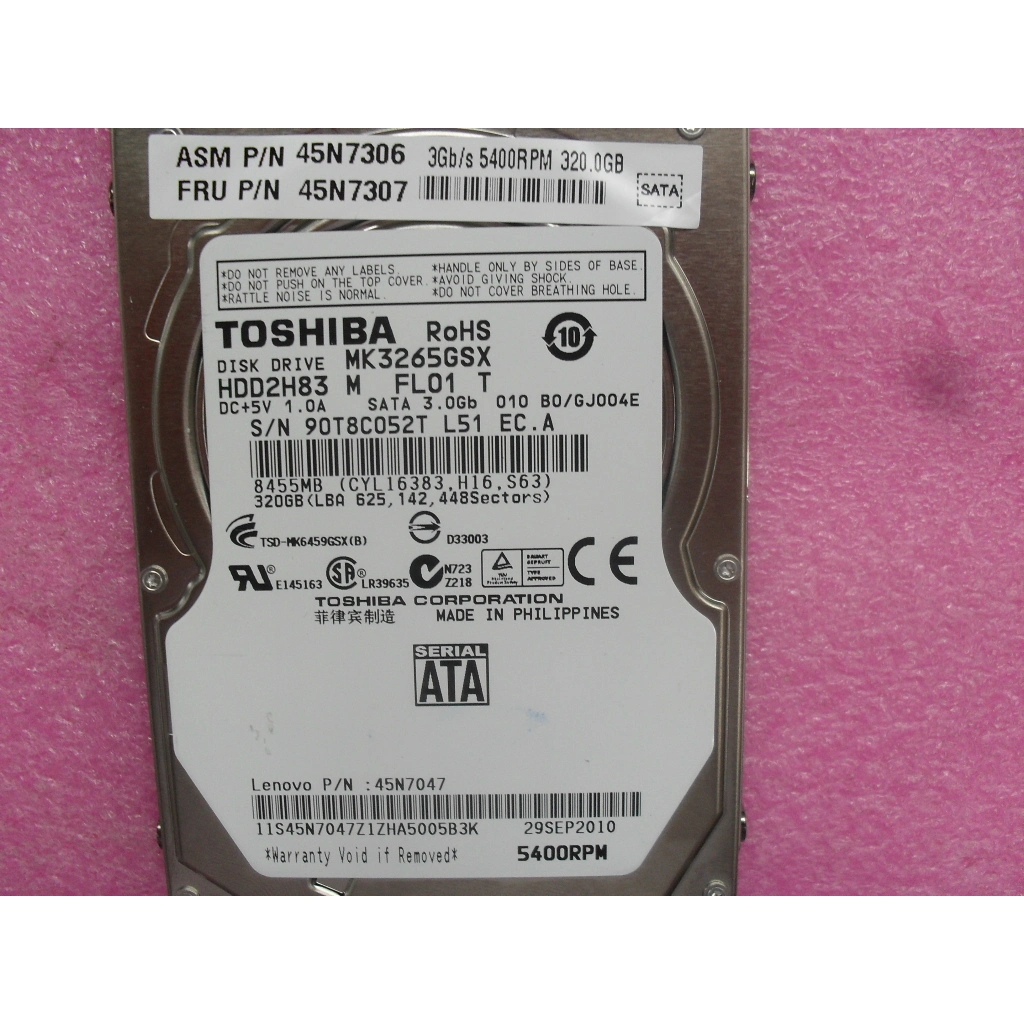 ASM P/N 45N7306 3Gb/s 5400RPM 320.0GB
FRU P/N 45N7307
SATA
*DO NOT REMOVE ANY LABELS. *HANDLE ONLY BY SIDES OF BASE.
*DO NOT PUSH ON THE TOP COVER. *AVOID GIVING SHOCK.
*RATTLE NOISE IS NORMAL. *DO NOT COVER BREATHING HOLE.
TOSHIBA RoHS 10
DISK DRIVE MK3265GSX
HDD2H83 M FL01 T
DC+5V 1.0A SATA 3.0Gb 010 B0/GJ004E
S/N 90T8C052T L51 EC.A
8455MB (CYL16383,H16,S63)
320GB(LBA 625,142,448Sectors)
TSD-MK6459GSX(B) D33003
E145163 LR39635 N723
Z218
TYPE
APPROVED
CE
TOSHIBA CORPORATION
菲律宾制造 MADE IN PHILIPPINES
SERIAL
ATA
Lenovo P/N :45N7047
11S45N7047Z1ZHA5005B3K 29SEP2010
*Warranty Void if Removed* 5400RPM